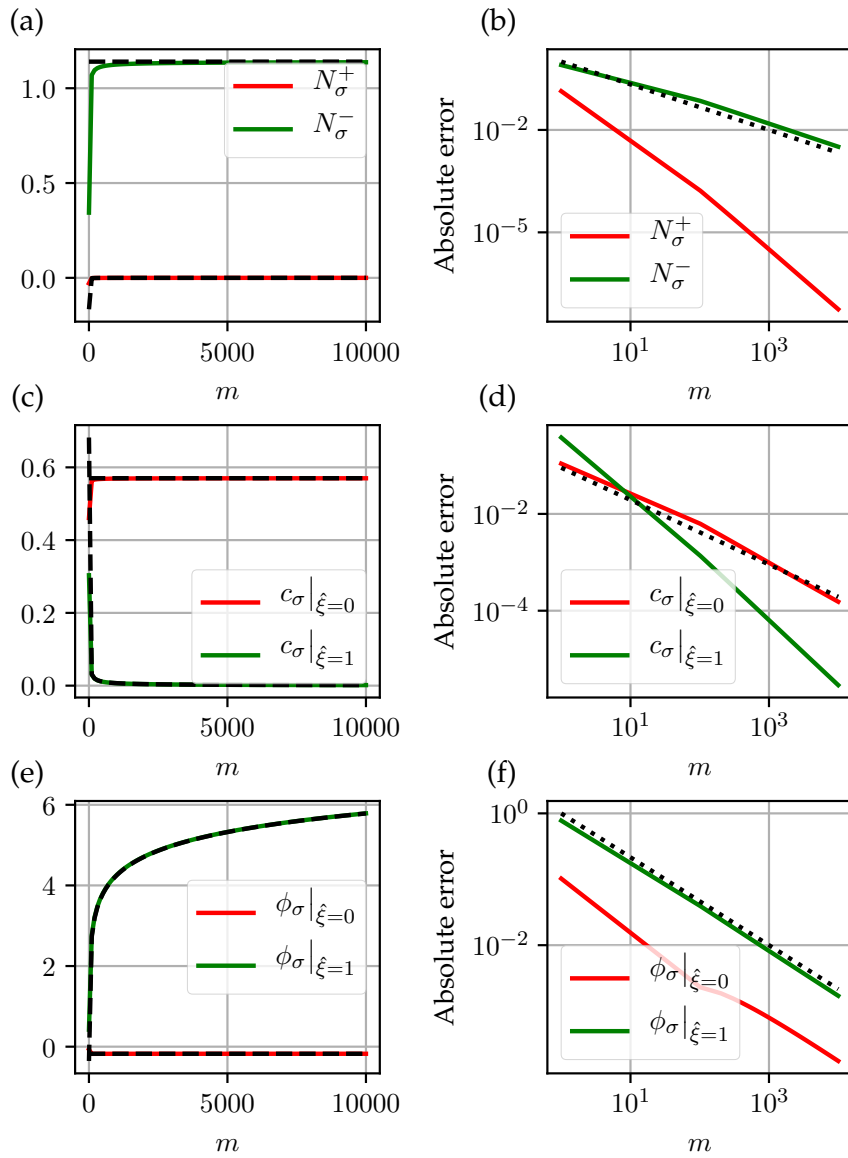 (a)
(b)
1.0
0.5
0.0
N_σ^+
N_σ^-
0
5000
10000
m
Absolute error
10^{-2}
10^{-5}
N_σ^+
N_σ^-
10^1
10^3
m
(c)
(d)
0.6
0.4
0.2
0.0
c_σ|_{ξ̂=0}
c_σ|_{ξ̂=1}
0
5000
10000
m
Absolute error
10^{-2}
10^{-4}
c_σ|_{ξ̂=0}
c_σ|_{ξ̂=1}
10^1
10^3
m
(e)
(f)
6
4
2
0
ϕ_σ|_{ξ̂=0}
ϕ_σ|_{ξ̂=1}
0
5000
10000
m
Absolute error
10^0
10^{-2}
ϕ_σ|_{ξ̂=0}
ϕ_σ|_{ξ̂=1}
10^1
10^3
m